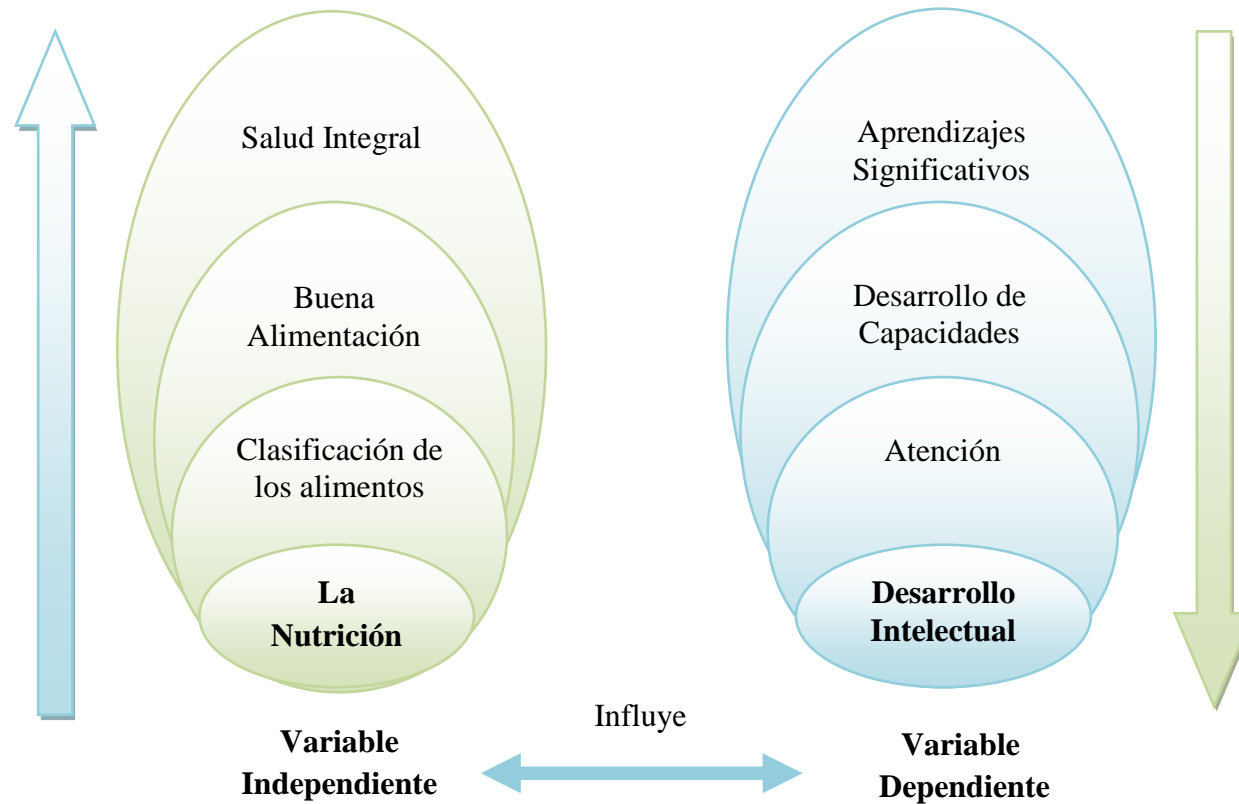 Salud Integral
Buena
Alimentación
Clasificación de
los alimentos
La
Nutrición
Variable
Independiente
Influye
Aprendizajes
Significativos
Desarrollo de
Capacidades
Atención
Desarrollo
Intelectual
Variable
Dependiente